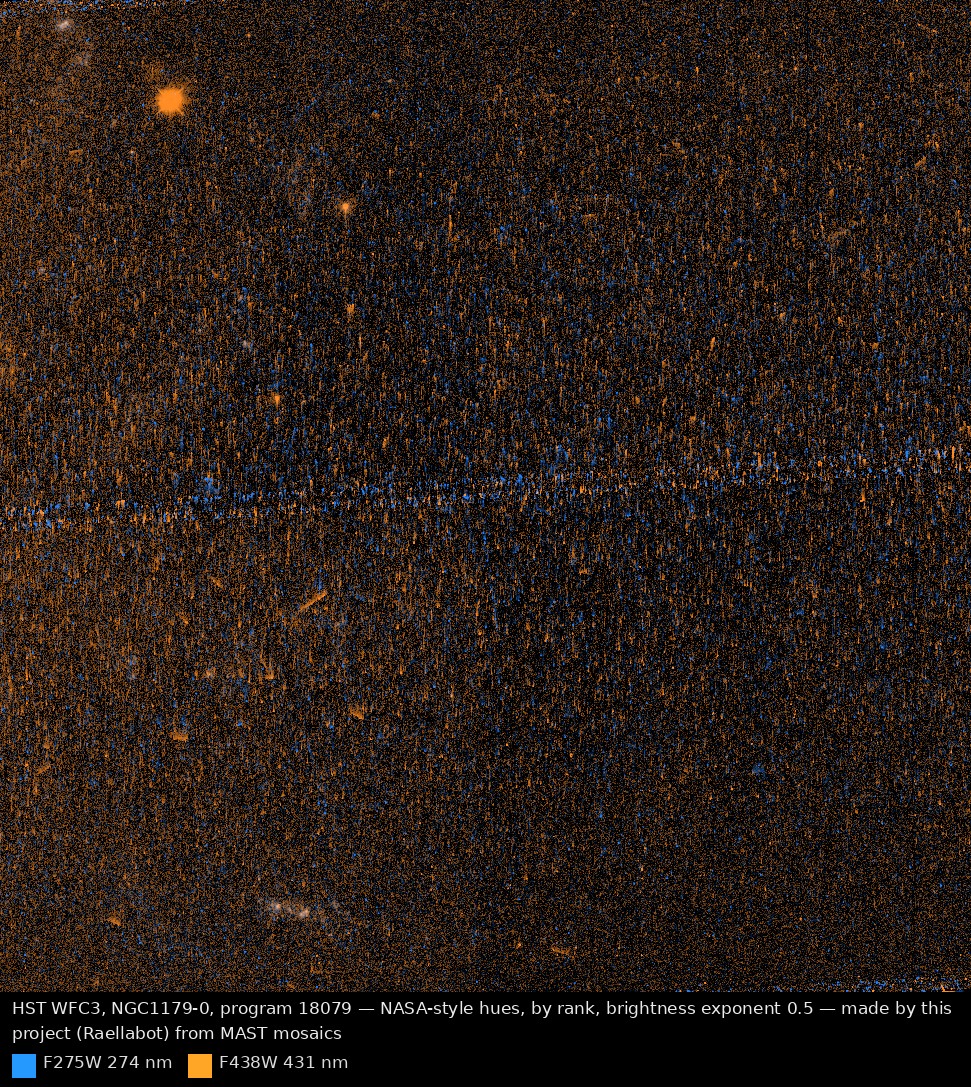 HST WFC3, NGC1179-0, program 18079 — NASA-style hues, by rank, brightness exponent 0.5 — made by this
project (Raellabot) from MAST mosaics
F275W 274 nm F438W 431 nm